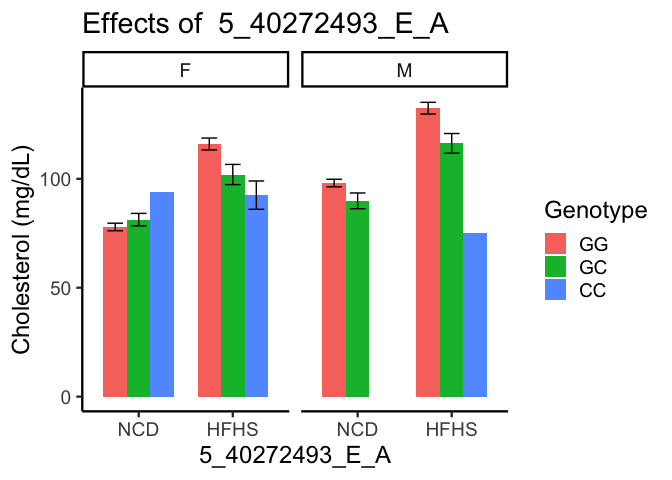 Effects of  5_40272493_E_A
F
M
Cholesterol (mg/dL)
100
50
0
NCD
HFHS
NCD
HFHS
5_40272493_E_A
Genotype
GG
GC
CC